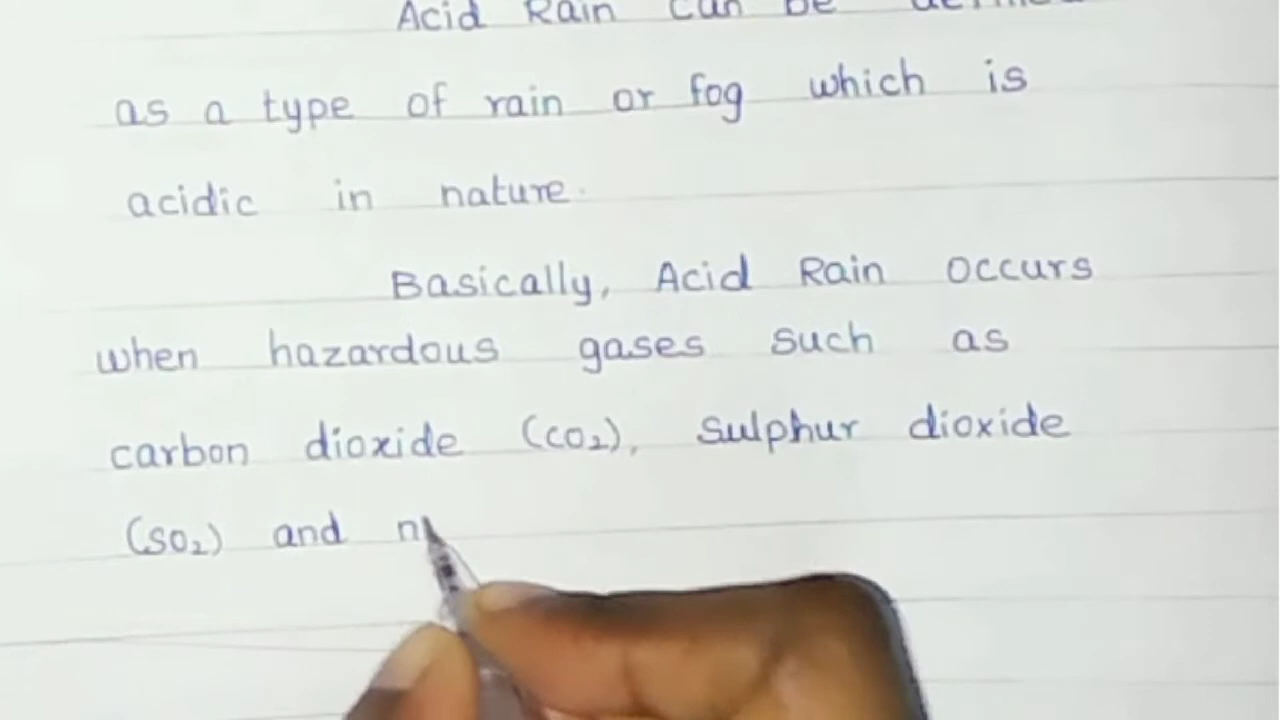 Acid Rain can be defined
as a type of rain or fog which is
acidic in nature.
Basically, Acid Rain occurs
when hazardous gases such as
carbon dioxide (CO₂), Sulphur dioxide
(SO₂) and n